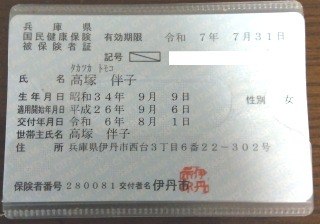 兵庫県
国民健康保険 有効期限 令和 7年 7月31日
被保険者証
記号
タカツカ トモコ
氏名 高塚 伴子
生年月日 昭和34年 9月 9日 性別 女
適用開始年月日 平成26年 9月 6日
交付年月日 令和 6年 8月 1日
世帯主氏名 高塚 伴子
住所 兵庫県伊丹市西台3丁目6番22-302号
保険者番号 280081 交付者名 伊丹市